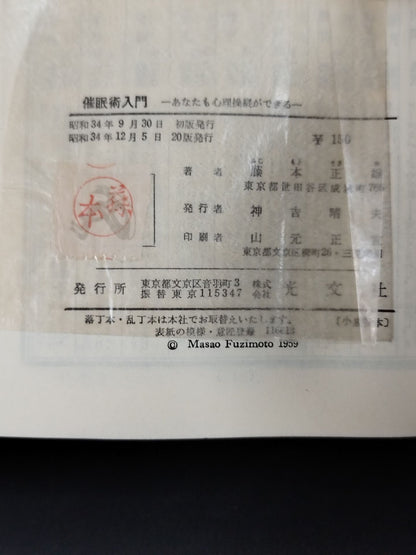 催眠術入門 ―あなたも心理操縦ができる―
昭和34年9月30日 初版発行
昭和34年12月5日 20版発行
¥ 150
著者 藤本正雄
東京都世田谷区成城町
発行者 神吉晴夫
印刷者 山元正
東京都文京区
発行所 東京都文京区音羽町3 株式会社 光文社
振替東京115347
落丁本・乱丁本は本社でお取替えいたします。
表紙の模様・意匠登録 116613
© Masao Fuzimoto 1959